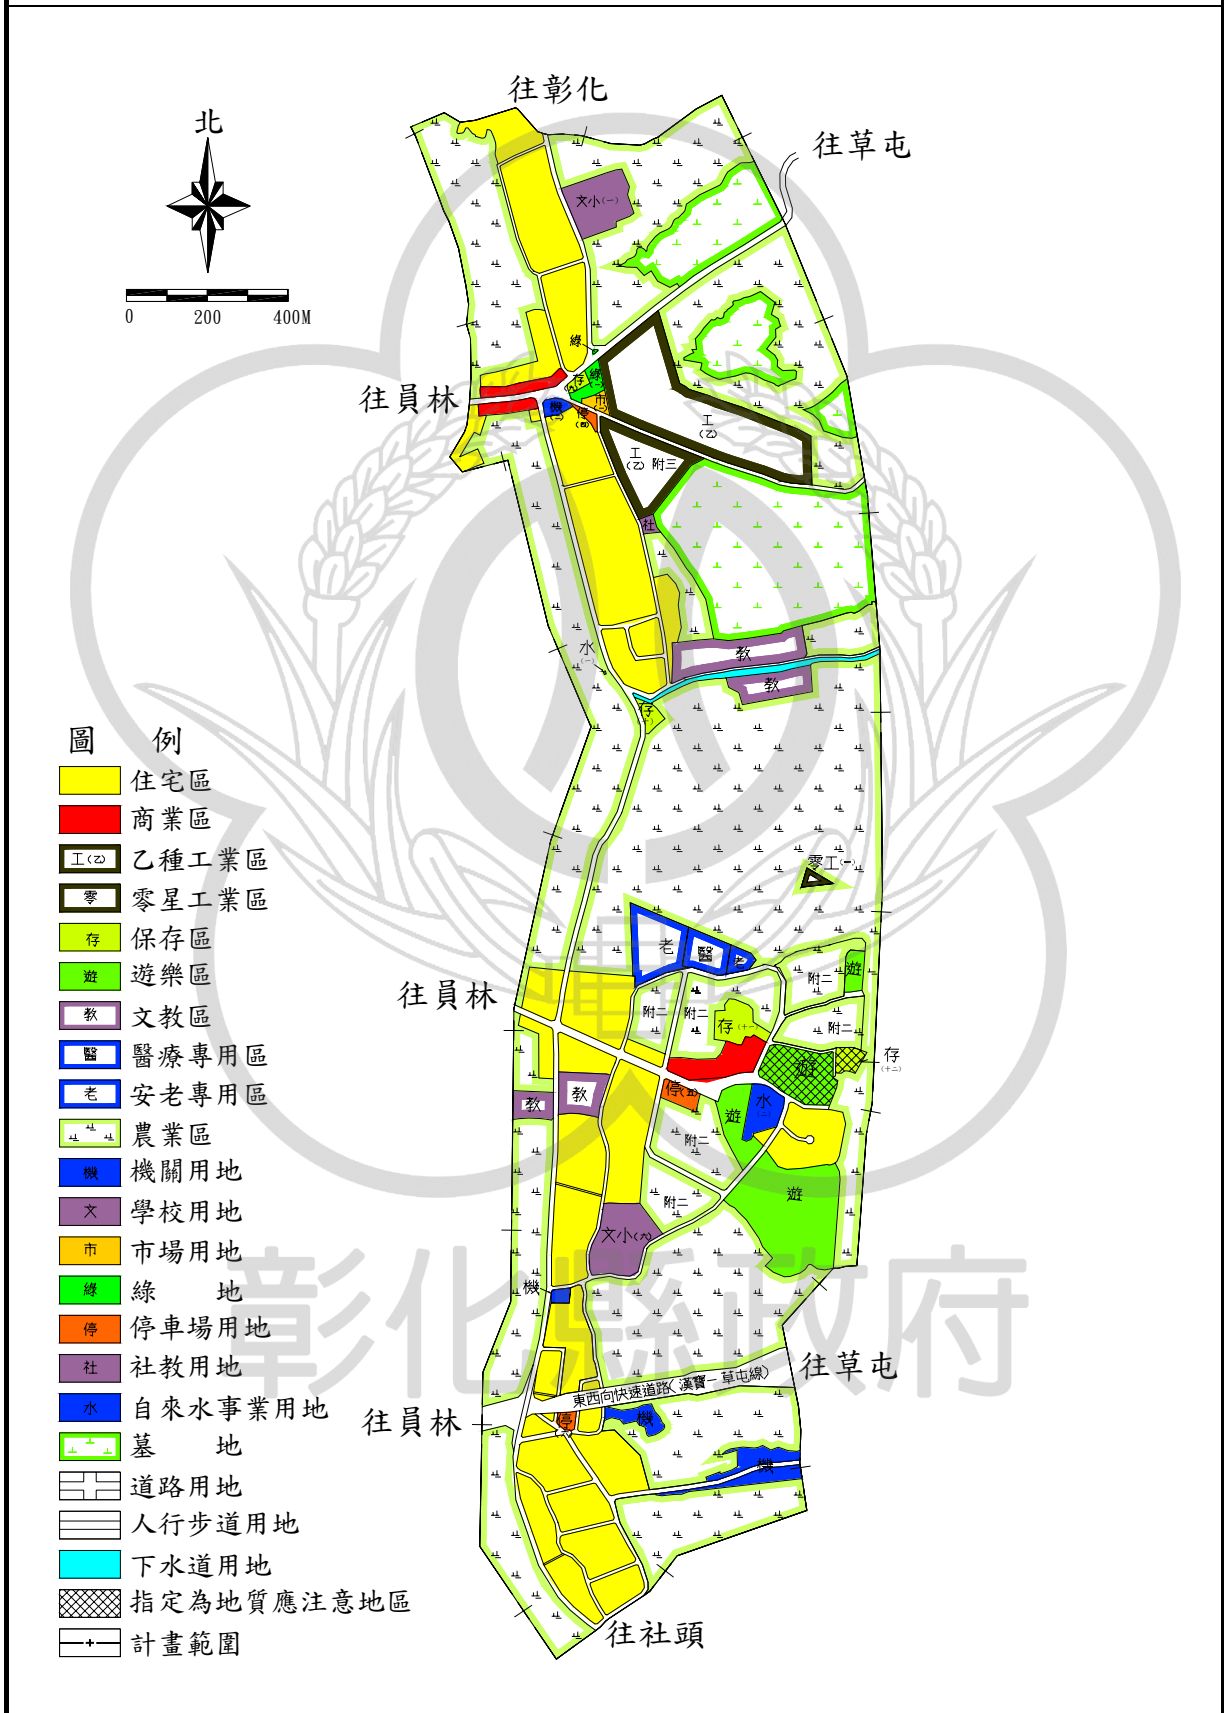 往彰化
北
往草屯
文小(一)
0 200 400M
綠
往員林
存
綠
市
機(二)
停(四)
工(乙)
工(乙) 附三
社
水(一)
教
教
存
圖 例
住宅區
商業區
工(乙) 乙種工業區
零 零星工業區
存 保存區
遊 遊樂區
教 文教區
醫 醫療專用區
老 安老專用區
農業區
機 機關用地
文 學校用地
市 市場用地
綠 綠 地
停 停車場用地
社 社教用地
水 自來水事業用地
墓 地
道路用地
人行步道用地
下水道用地
指定為地質應注意地區
計畫範圍
零工(一)
老
醫
老
往員林
附二
附二
附二
遊
存(十一)
附二
遊
存(十二)
教
教
停(五)
遊
水(二)
附二
遊
附二
文小(六)
機
往草屯
東西向快速道路(漢寶－草屯線)
往員林
停
機
機
往社頭
彰化縣政府